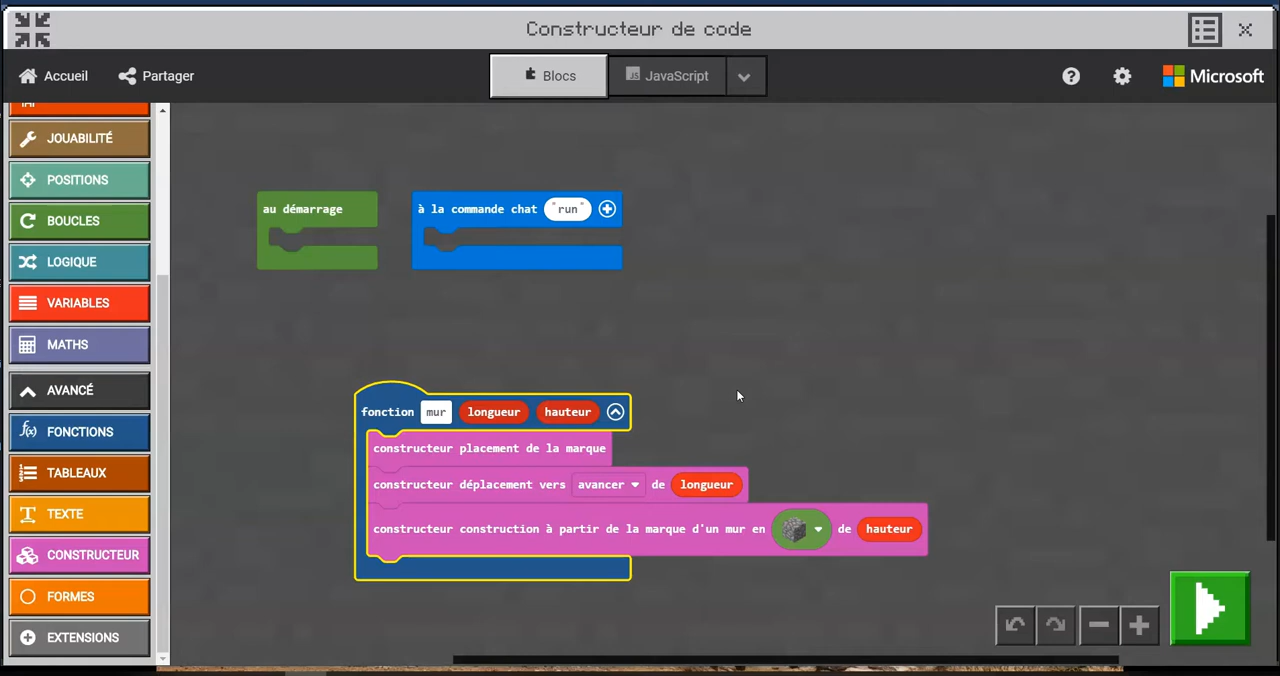 Constructeur de code
Accueil
Partager
Blocs
JS JavaScript
Microsoft
JOUABILITÉ
POSITIONS
BOUCLES
LOGIQUE
VARIABLES
MATHS
AVANCÉ
f(x) FONCTIONS
TABLEAUX
TEXTE
CONSTRUCTEUR
FORMES
EXTENSIONS
au démarrage
à la commande chat "run"
fonction mur longueur hauteur
constructeur placement de la marque
constructeur déplacement vers avancer de longueur
constructeur construction à partir de la marque d'un mur en de hauteur